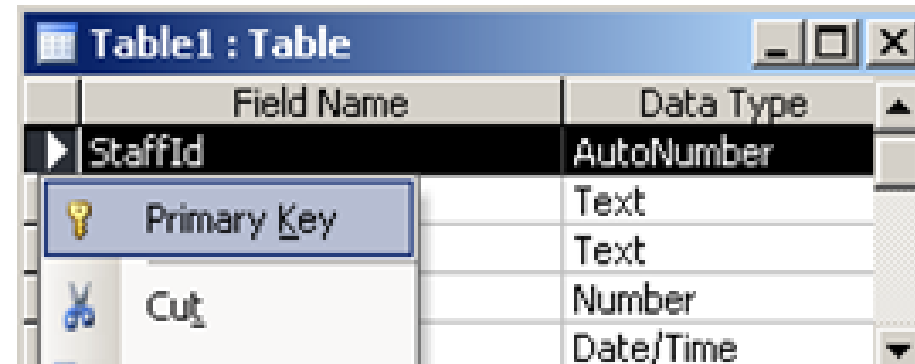 Table1 : Table
Field Name Data Type
StaffId AutoNumber
Primary Key Text
Text
Cut Number
Date/Time